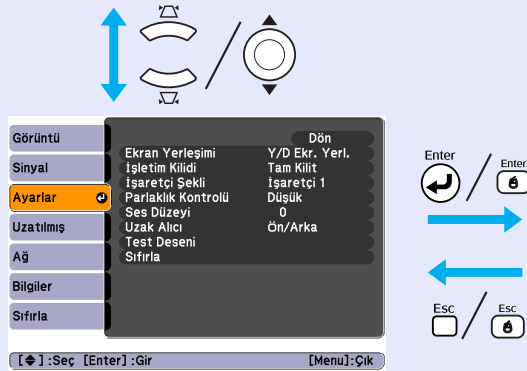 Görüntü
Sinyal
Ayarlar
Uzatılmış
Ağ
Bilgiler
Sıfırla
Dön
Ekran Yerleşimi Y/D Ekr. Yerl.
İşletim Kilidi Tam Kilit
İşaretçi Şekli İşaretçi 1
Parlaklık Kontrolü Düşük
Ses Düzeyi 0
Uzak Alıcı Ön/Arka
Test Deseni
Sıfırla
[◆] :Seç [Enter] :Gir [Menu]:Çık
Enter
Enter
Esc
Esc